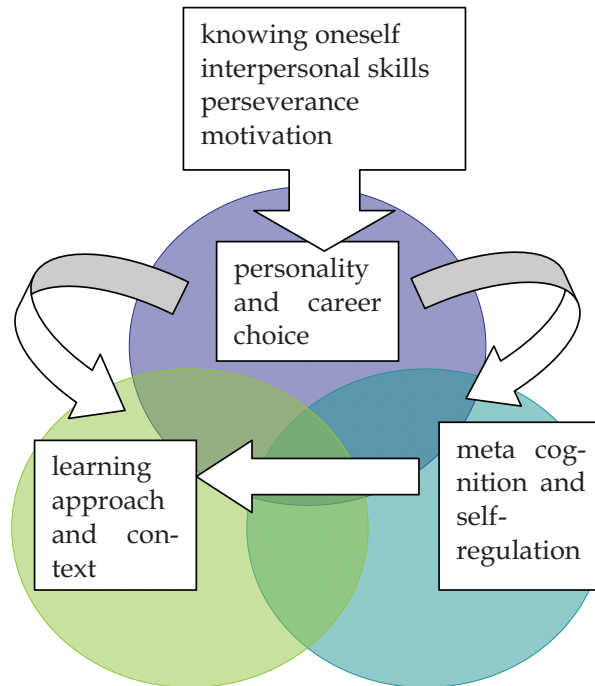 knowing oneself
interpersonal skills
perseverance
motivation
personality
and career
choice
learning
approach
and con-
text
meta cog-
nition and
self-
regulation